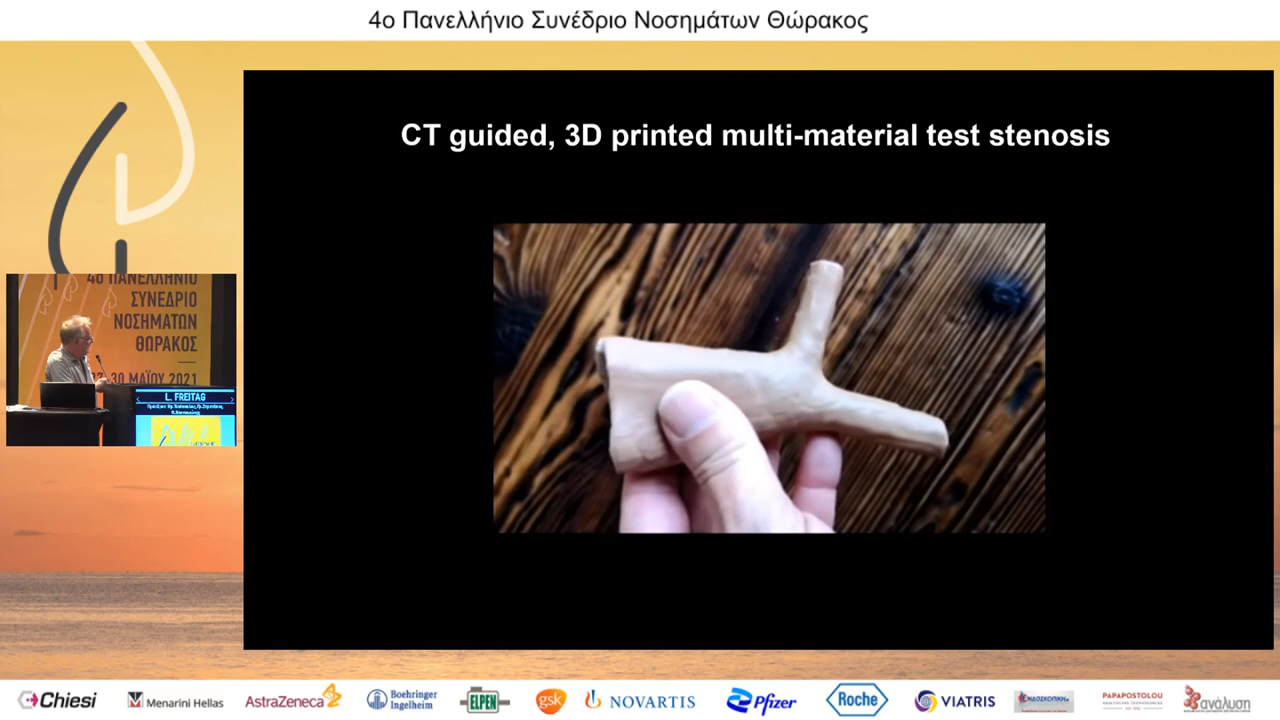 4ο Πανελλήνιο Συνέδριο Νοσημάτων Θώρακος
CT guided, 3D printed multi-material test stenosis
4ο ΠΑΝΕΛΛΗΝΙΟ
ΣΥΝΕΔΡΙΟ
ΝΟΣΗΜΑΤΩΝ
ΘΩΡΑΚΟΣ
30 ΜΑΪΟΥ 2021
L. FREITAG
Chiesi
Menarini Hellas
AstraZeneca
Boehringer
Ingelheim
ELPEN
gsk
NOVARTIS
Pfizer
Roche
VIATRIS
ΕΝΔΟΣΚΟΠΙΚΗ
PAPAPOSTOLOU
ανάλυση